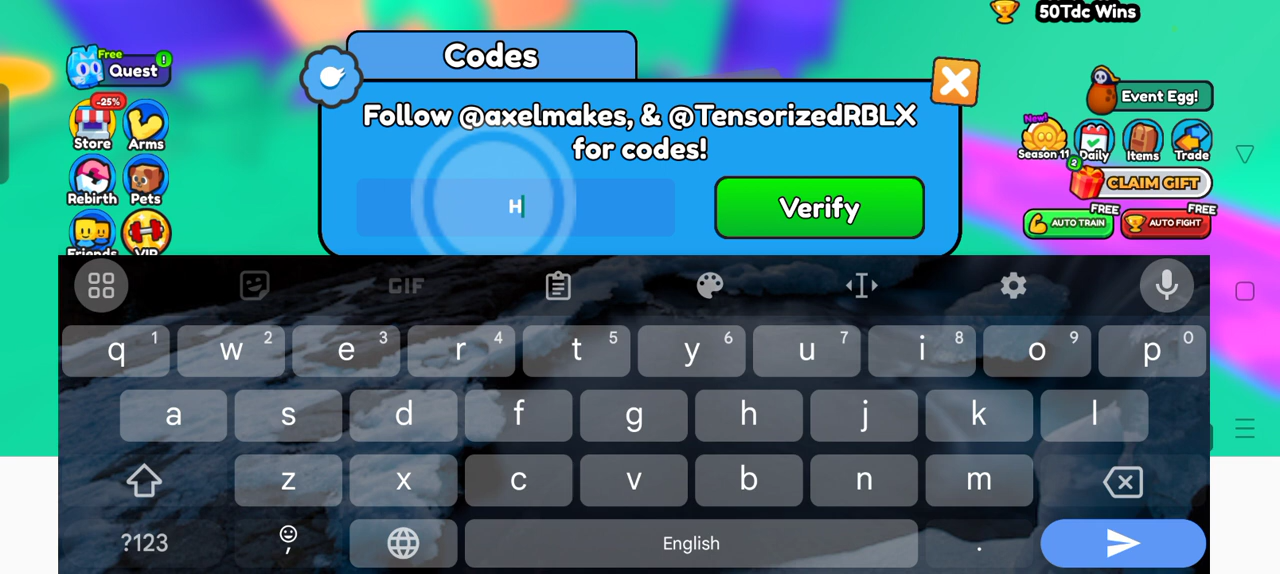 50Tdc Wins
Free
Quest
!
Codes
-25%
Store
Arms
Follow @axelmakes, & @TensorizedRBLX
for codes!
Event Egg!
New!
Season 11
Daily
Items
Trade
Rebirth
Pets
2
CLAIM GIFT
H
Verify
FREE
AUTO TRAIN
FREE
AUTO FIGHT
Friends
VIP
GIF
q 1 w 2 e 3 r 4 t 5 y 6 u 7 i 8 o 9 p 0
a s d f g h j k l
z x c v b n m
?123 , English .